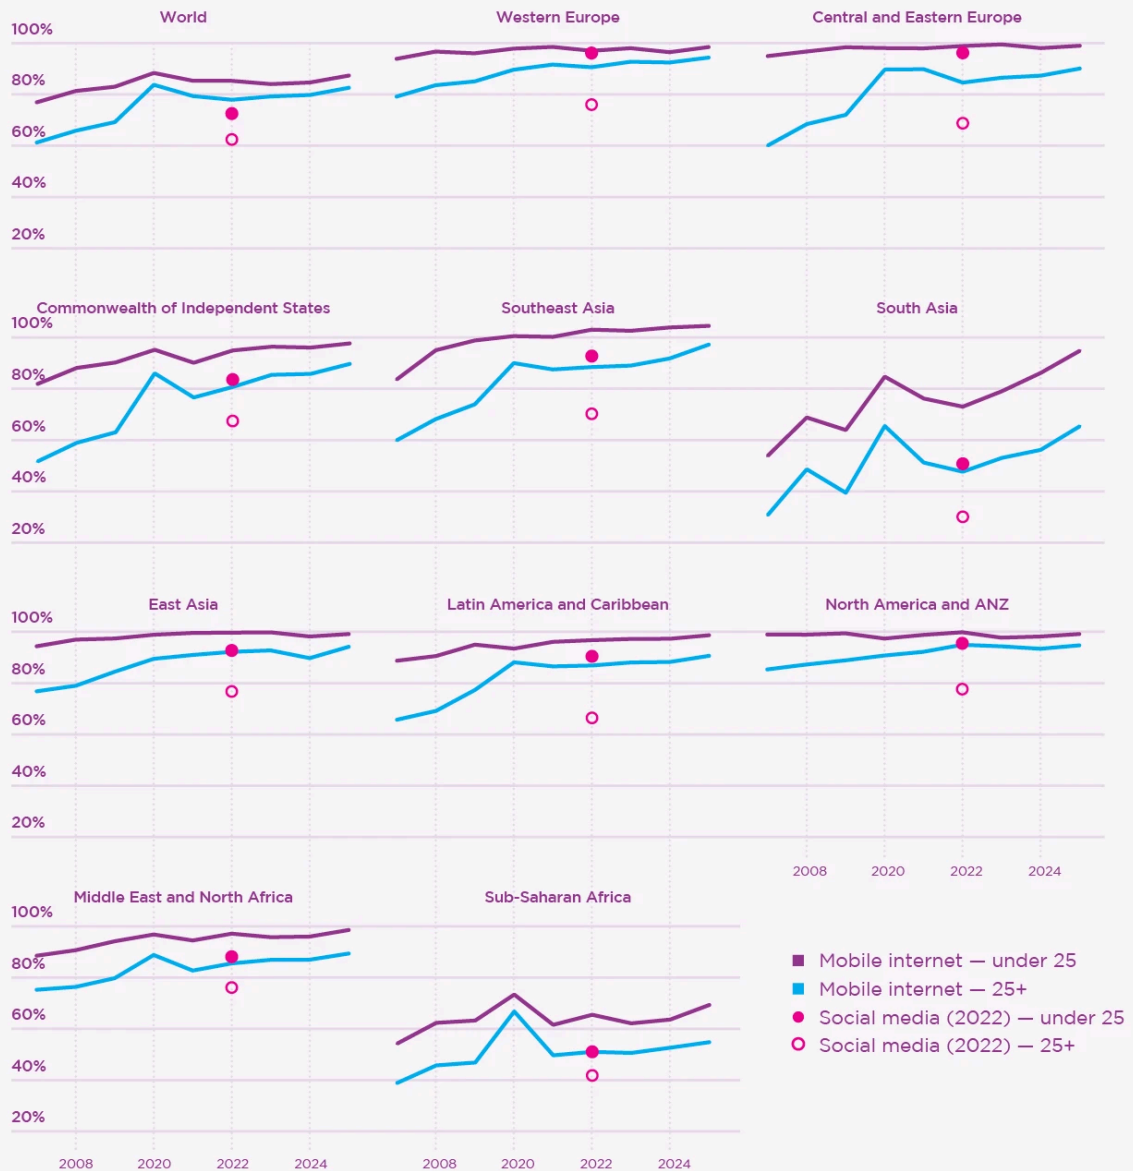 World
Western Europe
Central and Eastern Europe
100%
80%
60%
40%
20%
Commonwealth of Independent States
Southeast Asia
South Asia
100%
80%
60%
40%
20%
East Asia
Latin America and Caribbean
North America and ANZ
100%
80%
60%
40%
20%
2008 2020 2022 2024
Middle East and North Africa
Sub-Saharan Africa
100%
80%
60%
40%
20%
2008 2020 2022 2024
2008 2020 2022 2024
Mobile internet — under 25
Mobile internet — 25+
Social media (2022) — under 25
Social media (2022) — 25+